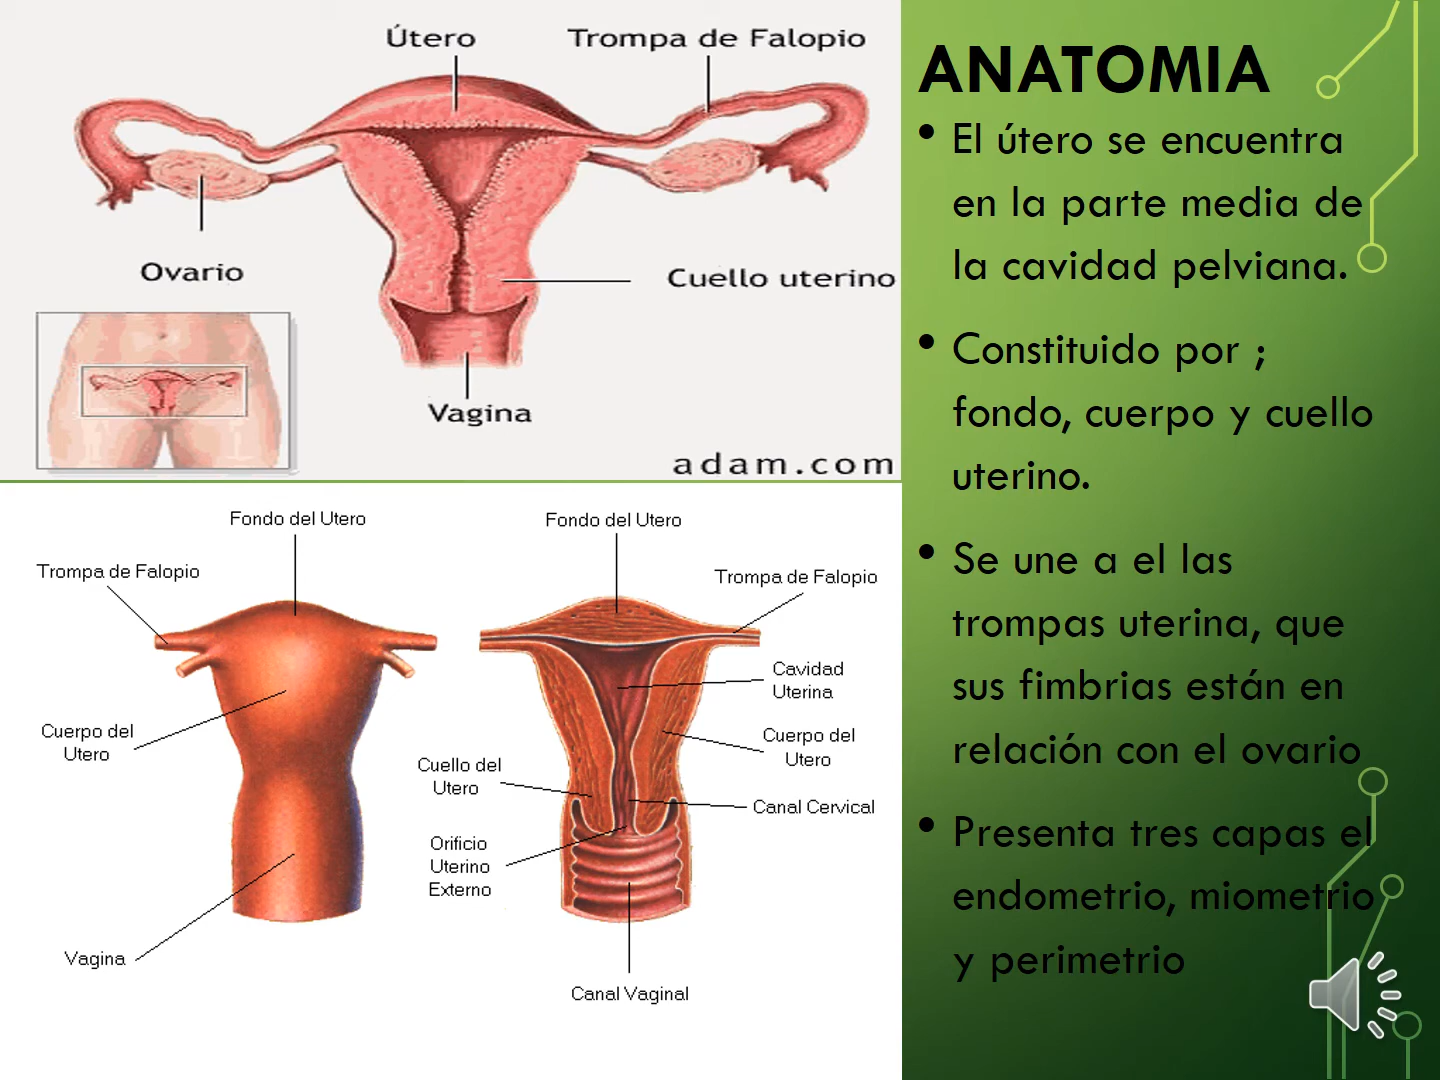 Útero
Trompa de Falopio
Ovario
Cuello uterino
Vagina
adam.com
Fondo del Utero
Trompa de Falopio
Cuerpo del
Utero
Vagina
Fondo del Utero
Trompa de Falopio
Cavidad
Uterina
Cuerpo del
Utero
Cuello del
Utero
Canal Cervical
Orificio
Uterino
Externo
Canal Vaginal
ANATOMIA
• El útero se encuentra
en la parte media de
la cavidad pelviana.
• Constituido por ;
fondo, cuerpo y cuello
uterino.
• Se une a el las
trompas uterina, que
sus fimbrias están en
relación con el ovario
• Presenta tres capas el
endometrio, miometrio
y perimetrio